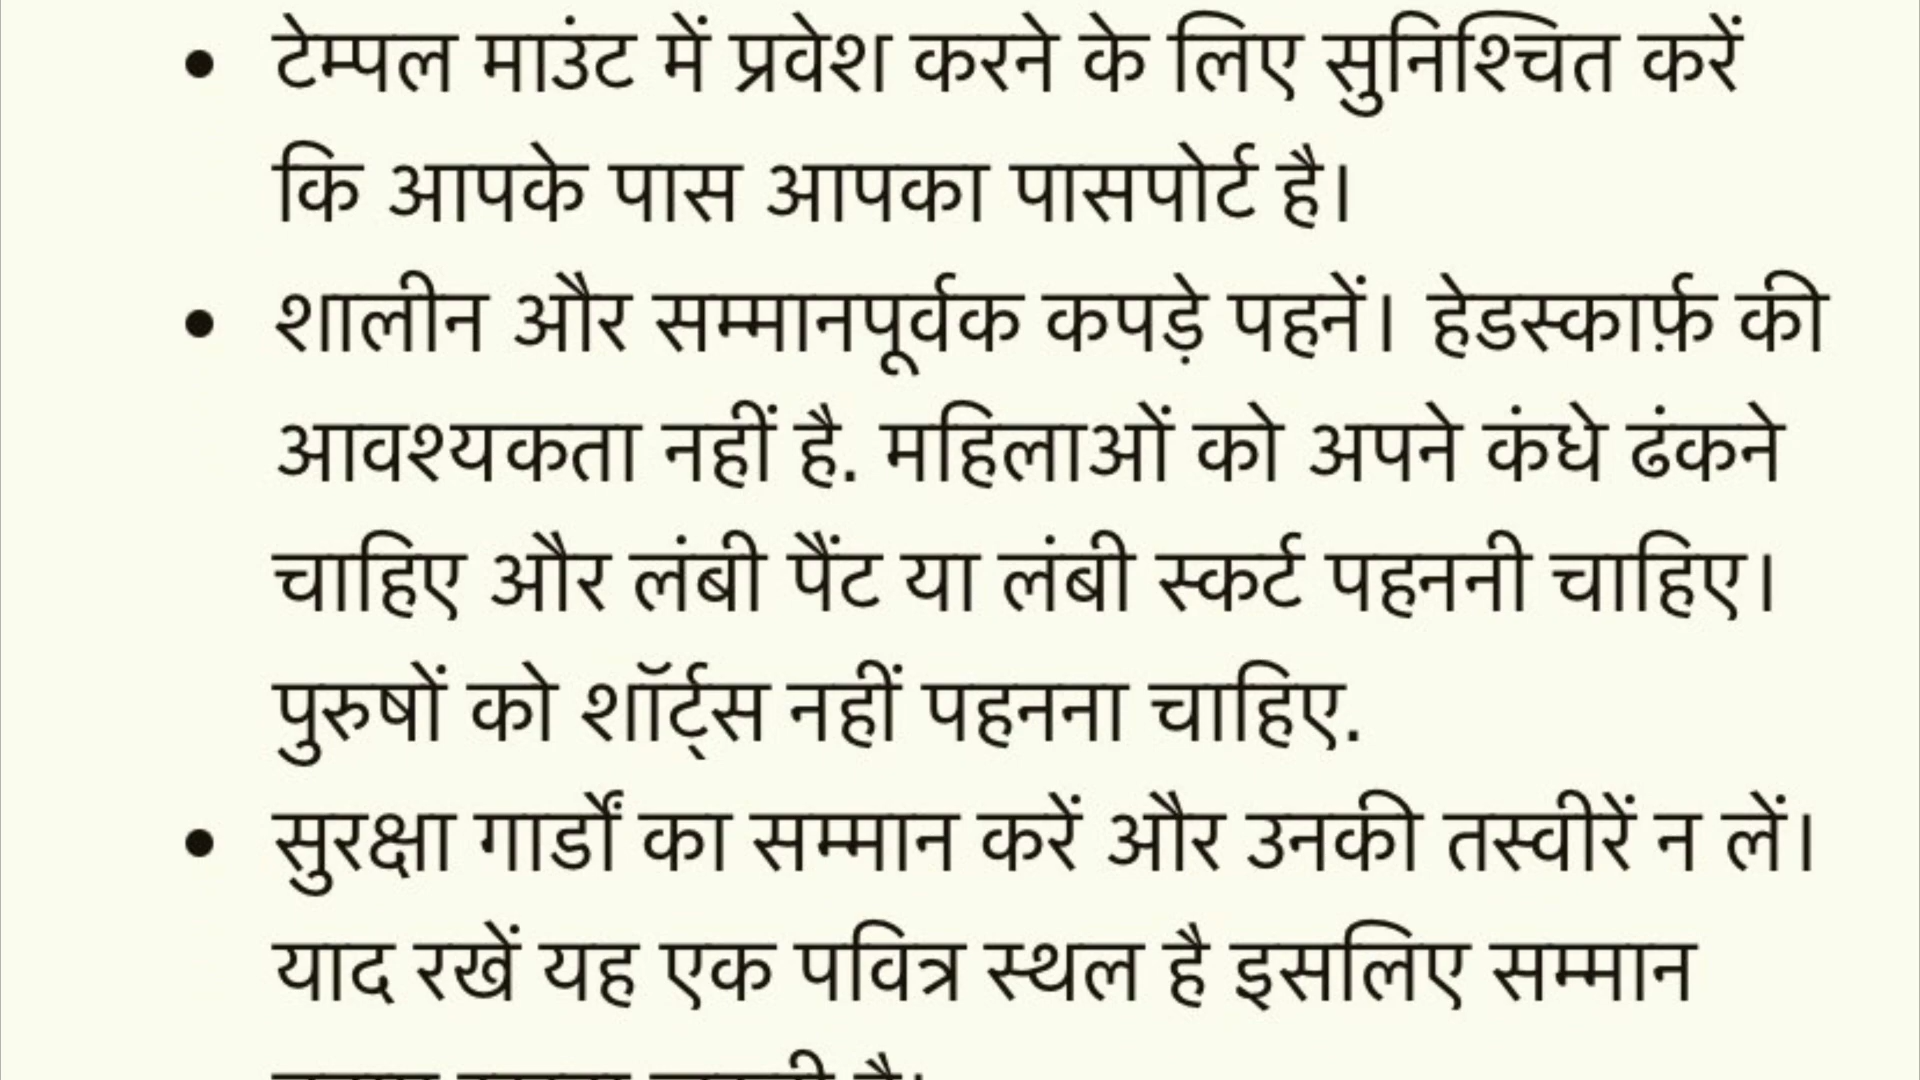 • टेम्पल माउंट में प्रवेश करने के लिए सुनिश्चित करें
कि आपके पास आपका पासपोर्ट है।
• शालीन और सम्मानपूर्वक कपड़े पहनें। हेडस्कार्फ़ की
आवश्यकता नहीं है. महिलाओं को अपने कंधे ढंकने
चाहिए और लंबी पैंट या लंबी स्कर्ट पहननी चाहिए।
पुरुषों को शॉर्ट्स नहीं पहनना चाहिए.
• सुरक्षा गार्डों का सम्मान करें और उनकी तस्वीरें न लें।
याद रखें यह एक पवित्र स्थल है इसलिए सम्मान